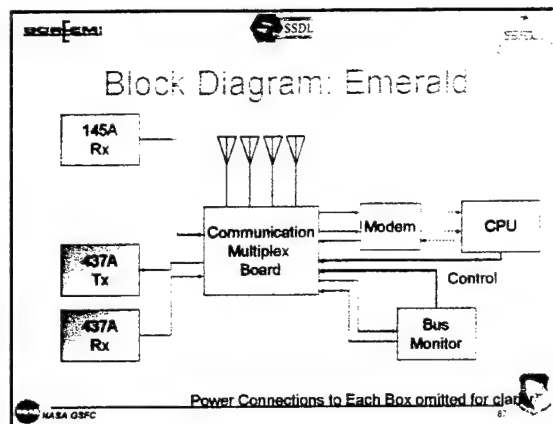 SSDL
Block Diagram: Emerald
145A
Rx
Communication
Multiplex
Board
Modem
CPU
437A
Tx
Control
437A
Rx
Bus
Monitor
Power Connections to Each Box omitted for
NASA GSFC
87